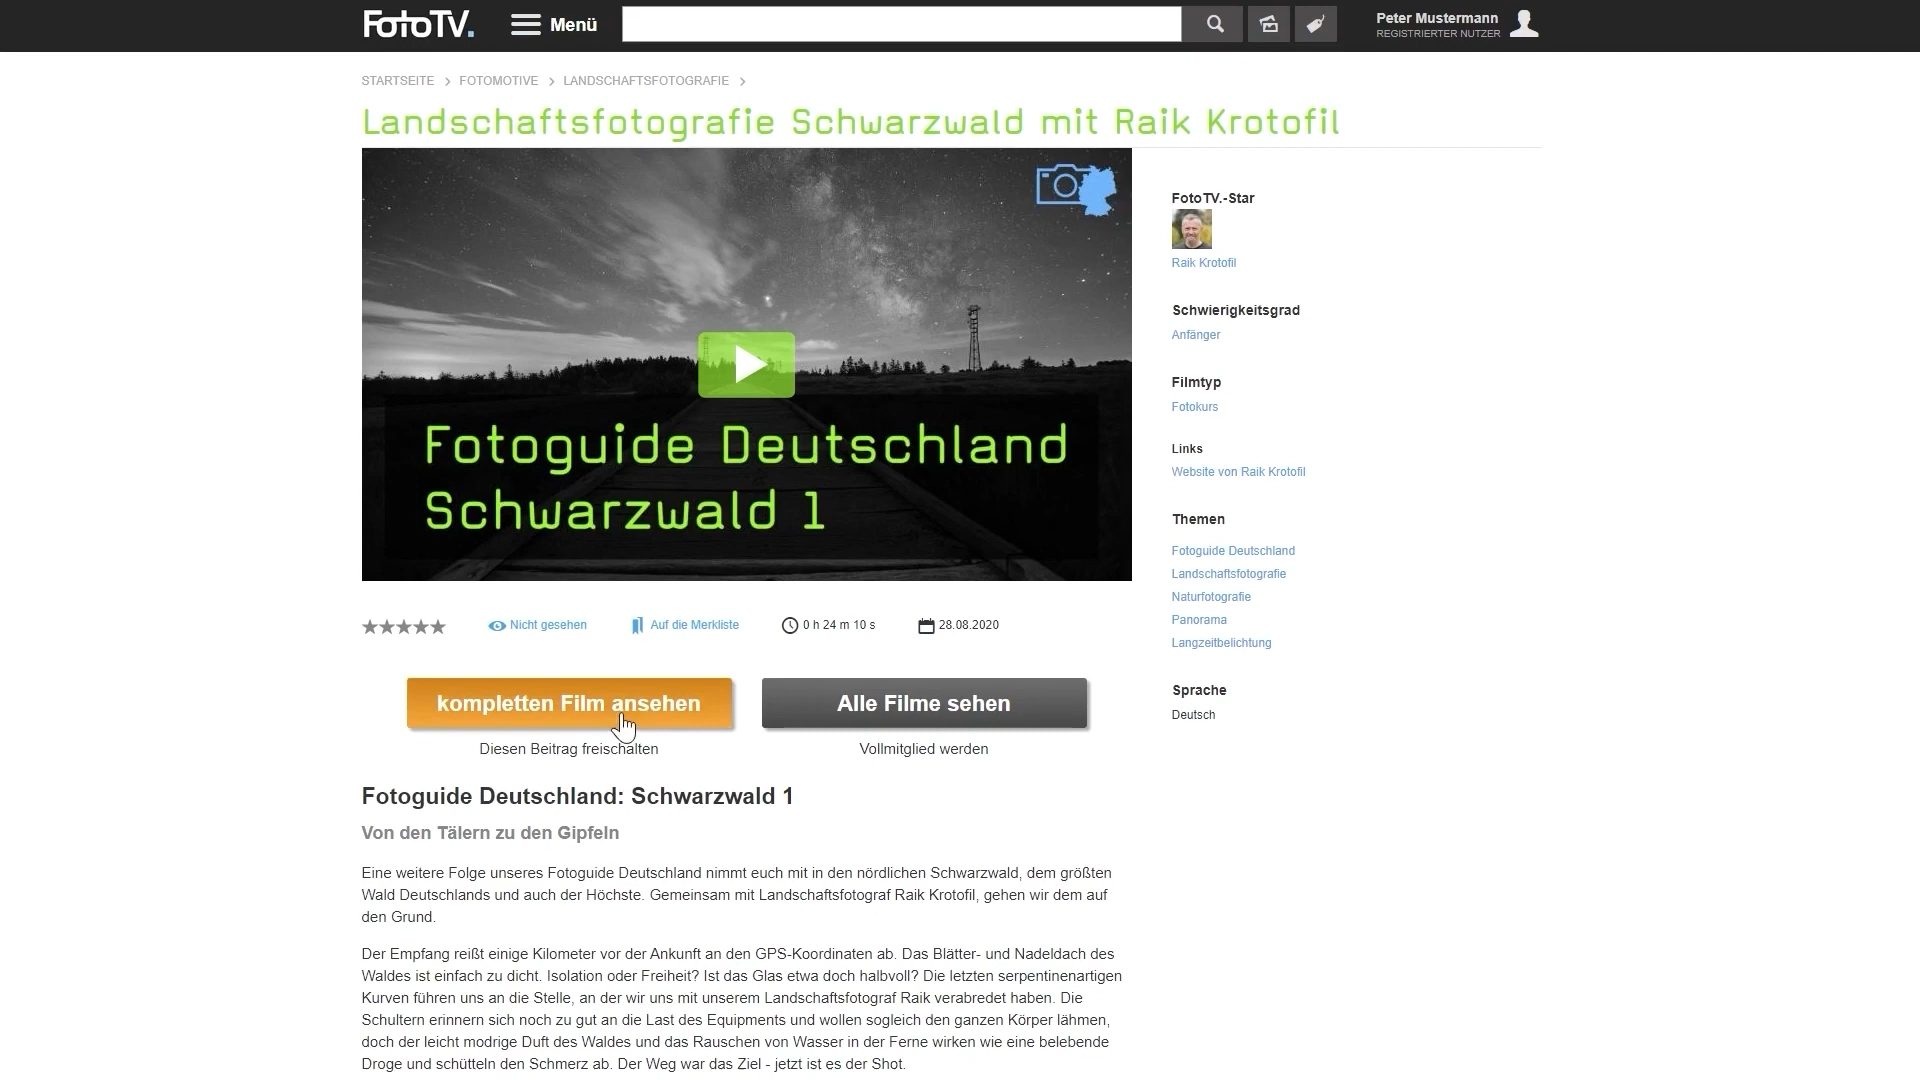 FotoTV.
Menü
Peter Mustermann
REGISTRIERTER NUTZER
STARTSEITE > FOTOMOTIVE > LANDSCHAFTSFOTOGRAFIE >
Landschaftsfotografie Schwarzwald mit Raik Krotofil
Fotoguide Deutschland
Schwarzwald 1
Nicht gesehen
Auf die Merkliste
0 h 24 m 10 s
28.08.2020
kompletten Film ansehen
Diesen Beitrag freischalten
Alle Filme sehen
Vollmitglied werden
Fotoguide Deutschland: Schwarzwald 1
Von den Tälern zu den Gipfeln
Eine weitere Folge unseres Fotoguide Deutschland nimmt euch mit in den nördlichen Schwarzwald, dem größten
Wald Deutschlands und auch der Höchste. Gemeinsam mit Landschaftsfotograf Raik Krotofil, gehen wir dem auf
den Grund.
Der Empfang reißt einige Kilometer vor der Ankunft an den GPS-Koordinaten ab. Das Blätter- und Nadeldach des
Waldes ist einfach zu dicht. Isolation oder Freiheit? Ist das Glas etwa doch halbvoll? Die letzten serpentinenartigen
Kurven führen uns an die Stelle, an der wir uns mit unserem Landschaftsfotograf Raik verabredet haben. Die
Schultern erinnern sich noch zu gut an die Last des Equipments und wollen sogleich den ganzen Körper lähmen,
doch der leicht modrige Duft des Waldes und das Rauschen von Wasser in der Ferne wirken wie eine belebende
Droge und schütteln den Schmerz ab. Der Weg war das Ziel - jetzt ist es der Shot.
FotoTV.-Star
Raik Krotofil
Schwierigkeitsgrad
Anfänger
Filmtyp
Fotokurs
Links
Website von Raik Krotofil
Themen
Fotoguide Deutschland
Landschaftsfotografie
Naturfotografie
Panorama
Langzeitbelichtung
Sprache
Deutsch